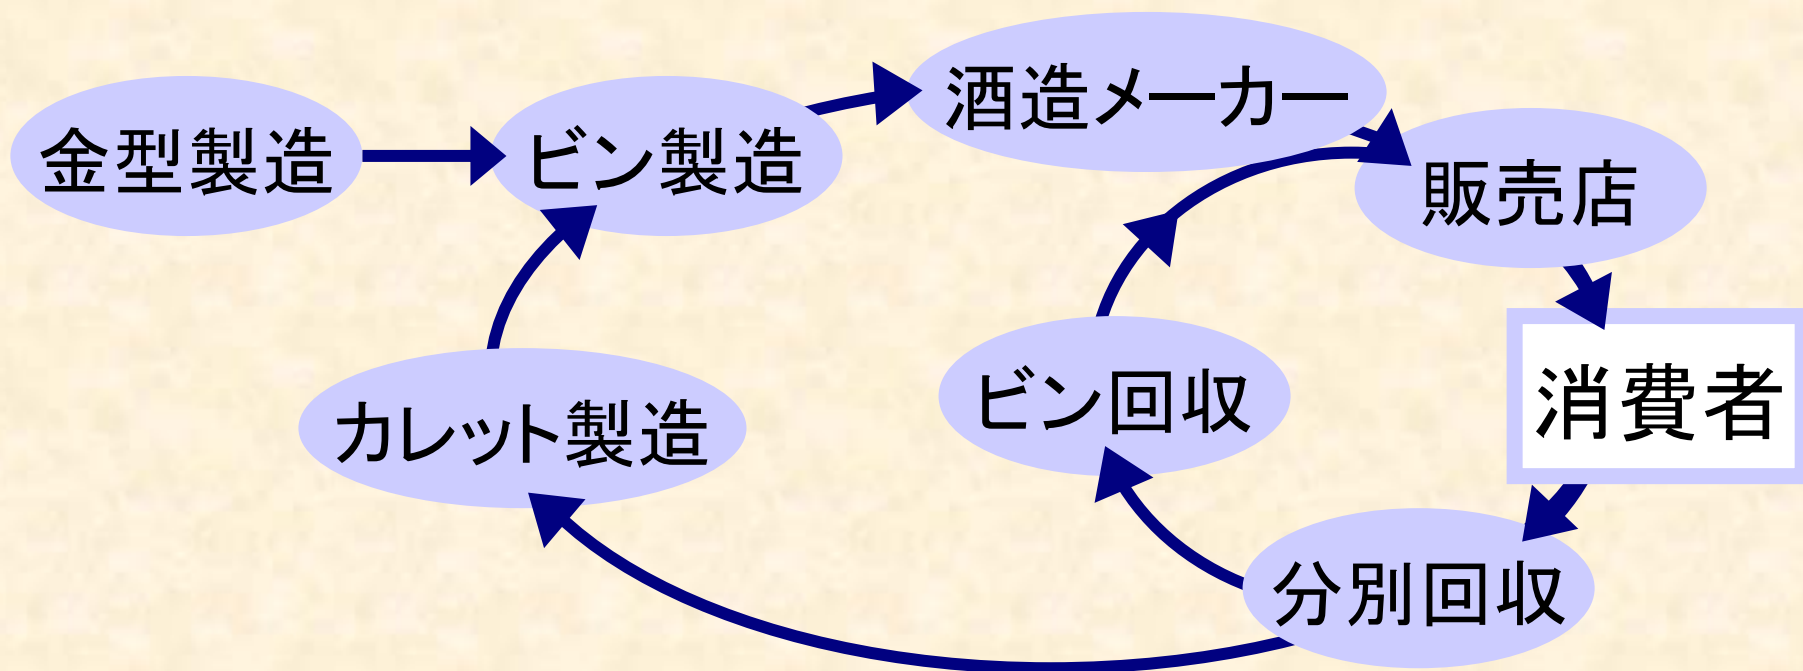 金型製造
ビン製造
酒造メーカー
販売店
消費者
ビン回収
カレット製造
分別回収